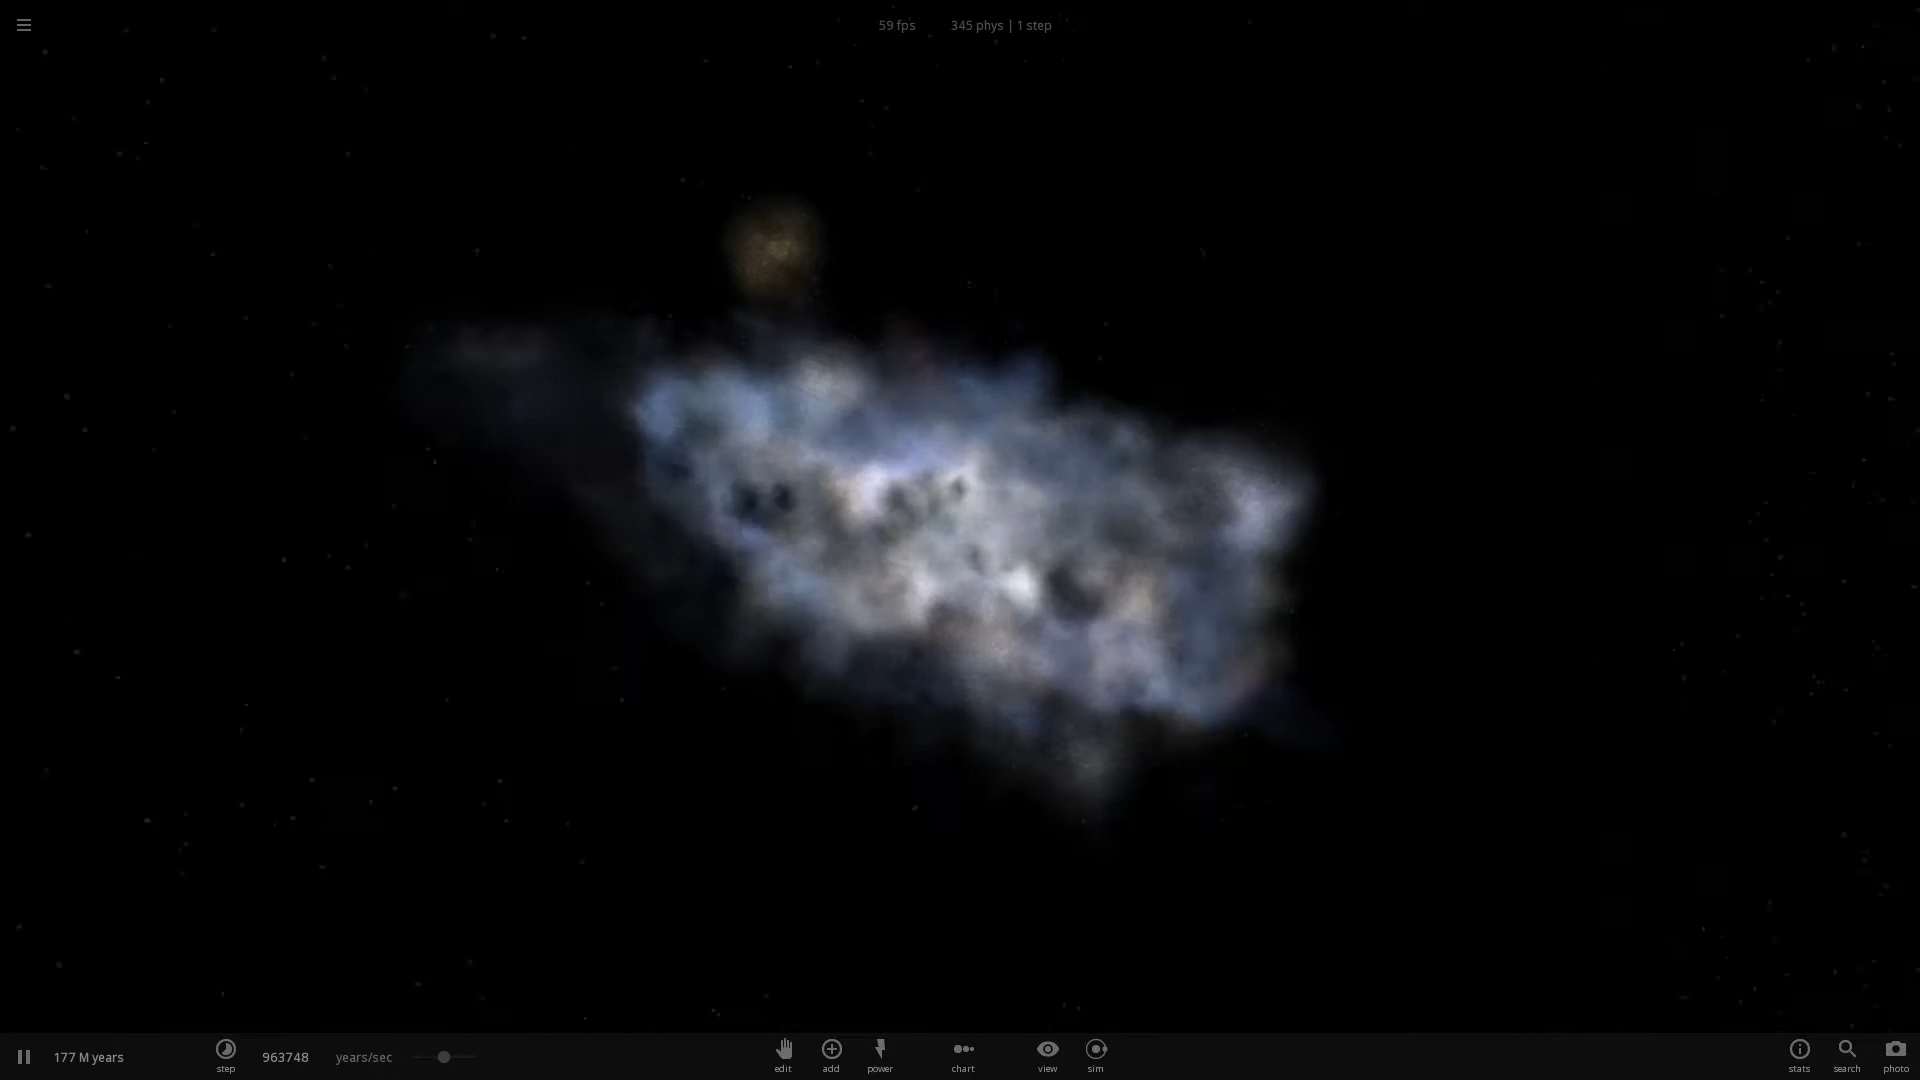 59 fps 345 phys | 1 step
177 M years
step
963748 years/sec
edit
add
power
chart
view
sim
stats
search
photo